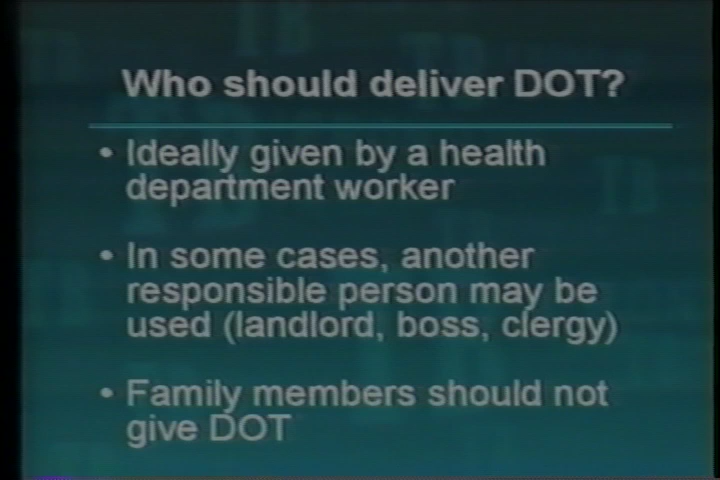 Who should deliver DOT?
• Ideally given by a health
department worker
• In some cases, another
responsible person may be
used (landlord, boss, clergy)
• Family members should not
give DOT